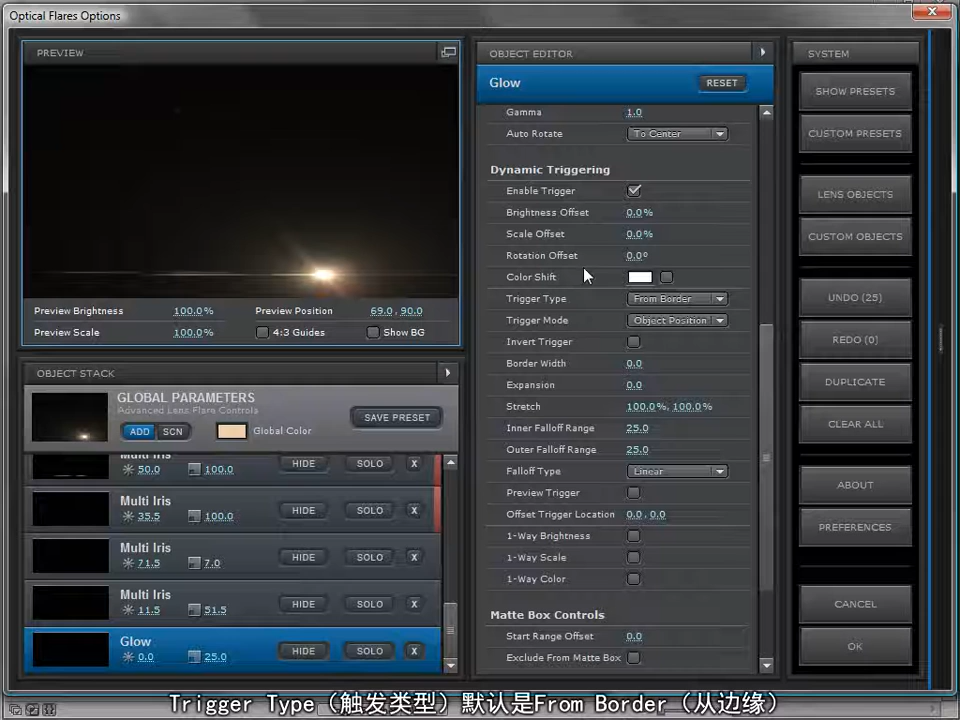 Optical Flares Options
PREVIEW
Preview Brightness 100.0% Preview Position 69.0, 90.0
Preview Scale 100.0% 4:3 Guides Show BG
OBJECT STACK
GLOBAL PARAMETERS
Advanced Lens Flare Controls
SAVE PRESET
ADD SCN Global Color
Multi Iris
50.0 100.0 HIDE SOLO X
Multi Iris
35.5 100.0 HIDE SOLO X
Multi Iris
71.5 7.0 HIDE SOLO X
Multi Iris
11.5 51.5 HIDE SOLO X
Glow
0.0 25.0 HIDE SOLO X
OBJECT EDITOR
Glow RESET
Gamma 1.0
Auto Rotate To Center
Dynamic Triggering
Enable Trigger
Brightness Offset 0.0%
Scale Offset 0.0%
Rotation Offset 0.0°
Color Shift
Trigger Type From Border
Trigger Mode Object Position
Invert Trigger
Border Width 0.0
Expansion 0.0
Stretch 100.0%, 100.0%
Inner Falloff Range 25.0
Outer Falloff Range 25.0
Falloff Type Linear
Preview Trigger
Offset Trigger Location 0.0, 0.0
1-Way Brightness
1-Way Scale
1-Way Color
Matte Box Controls
Start Range Offset 0.0
Exclude From Matte Box
SYSTEM
SHOW PRESETS
CUSTOM PRESETS
LENS OBJECTS
CUSTOM OBJECTS
UNDO (25)
REDO (0)
DUPLICATE
CLEAR ALL
ABOUT
PREFERENCES
CANCEL
OK
Trigger Type（触发类型）默认是From Border（从边缘）